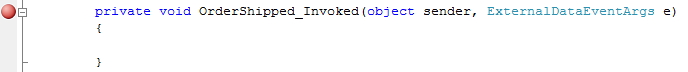 private void OrderShipped_Invoked(object sender, ExternalDataEventArgs e)
{
}